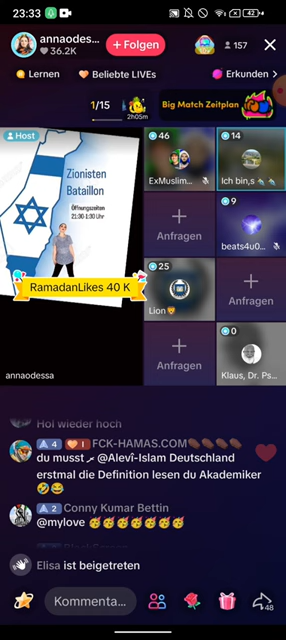 23:33
42
annaodes...
36.2K
+ Folgen
157
Lernen
Beliebte LIVEs
Erkunden
1/15
2h05m
Big Match Zeitplan
Host
Zionisten
Bataillon
Öffnungszeiten
21:30-1:30 Uhr
RamadanLikes 40 K
annaodessa
46
ExMuslim...
14
Ich bin,s
Anfragen
9
beats4u0...
25
Lion🦁
Anfragen
Anfragen
0
Klaus, Dr. Ps...
Hol wieder hoch
4 1 FCK-HAMAS.COM
du musst @Alevî-Islam Deutschland
erstmal die Definition lesen du Akademiker
🤣😂
2 Conny Kumar Bettin
@mylove 🥳🥳🥳🥳🥳🥳🥳
Elisa ist beigetreten
Kommenta...
48